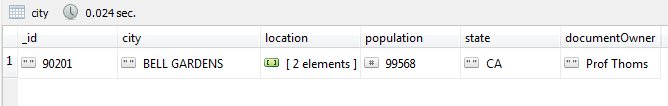 city 0.024 sec.
_id city location population state documentOwner
1 "" 90201 "" BELL GARDENS [ ] [ 2 elements ] # 99568 "" CA "" Prof Thoms